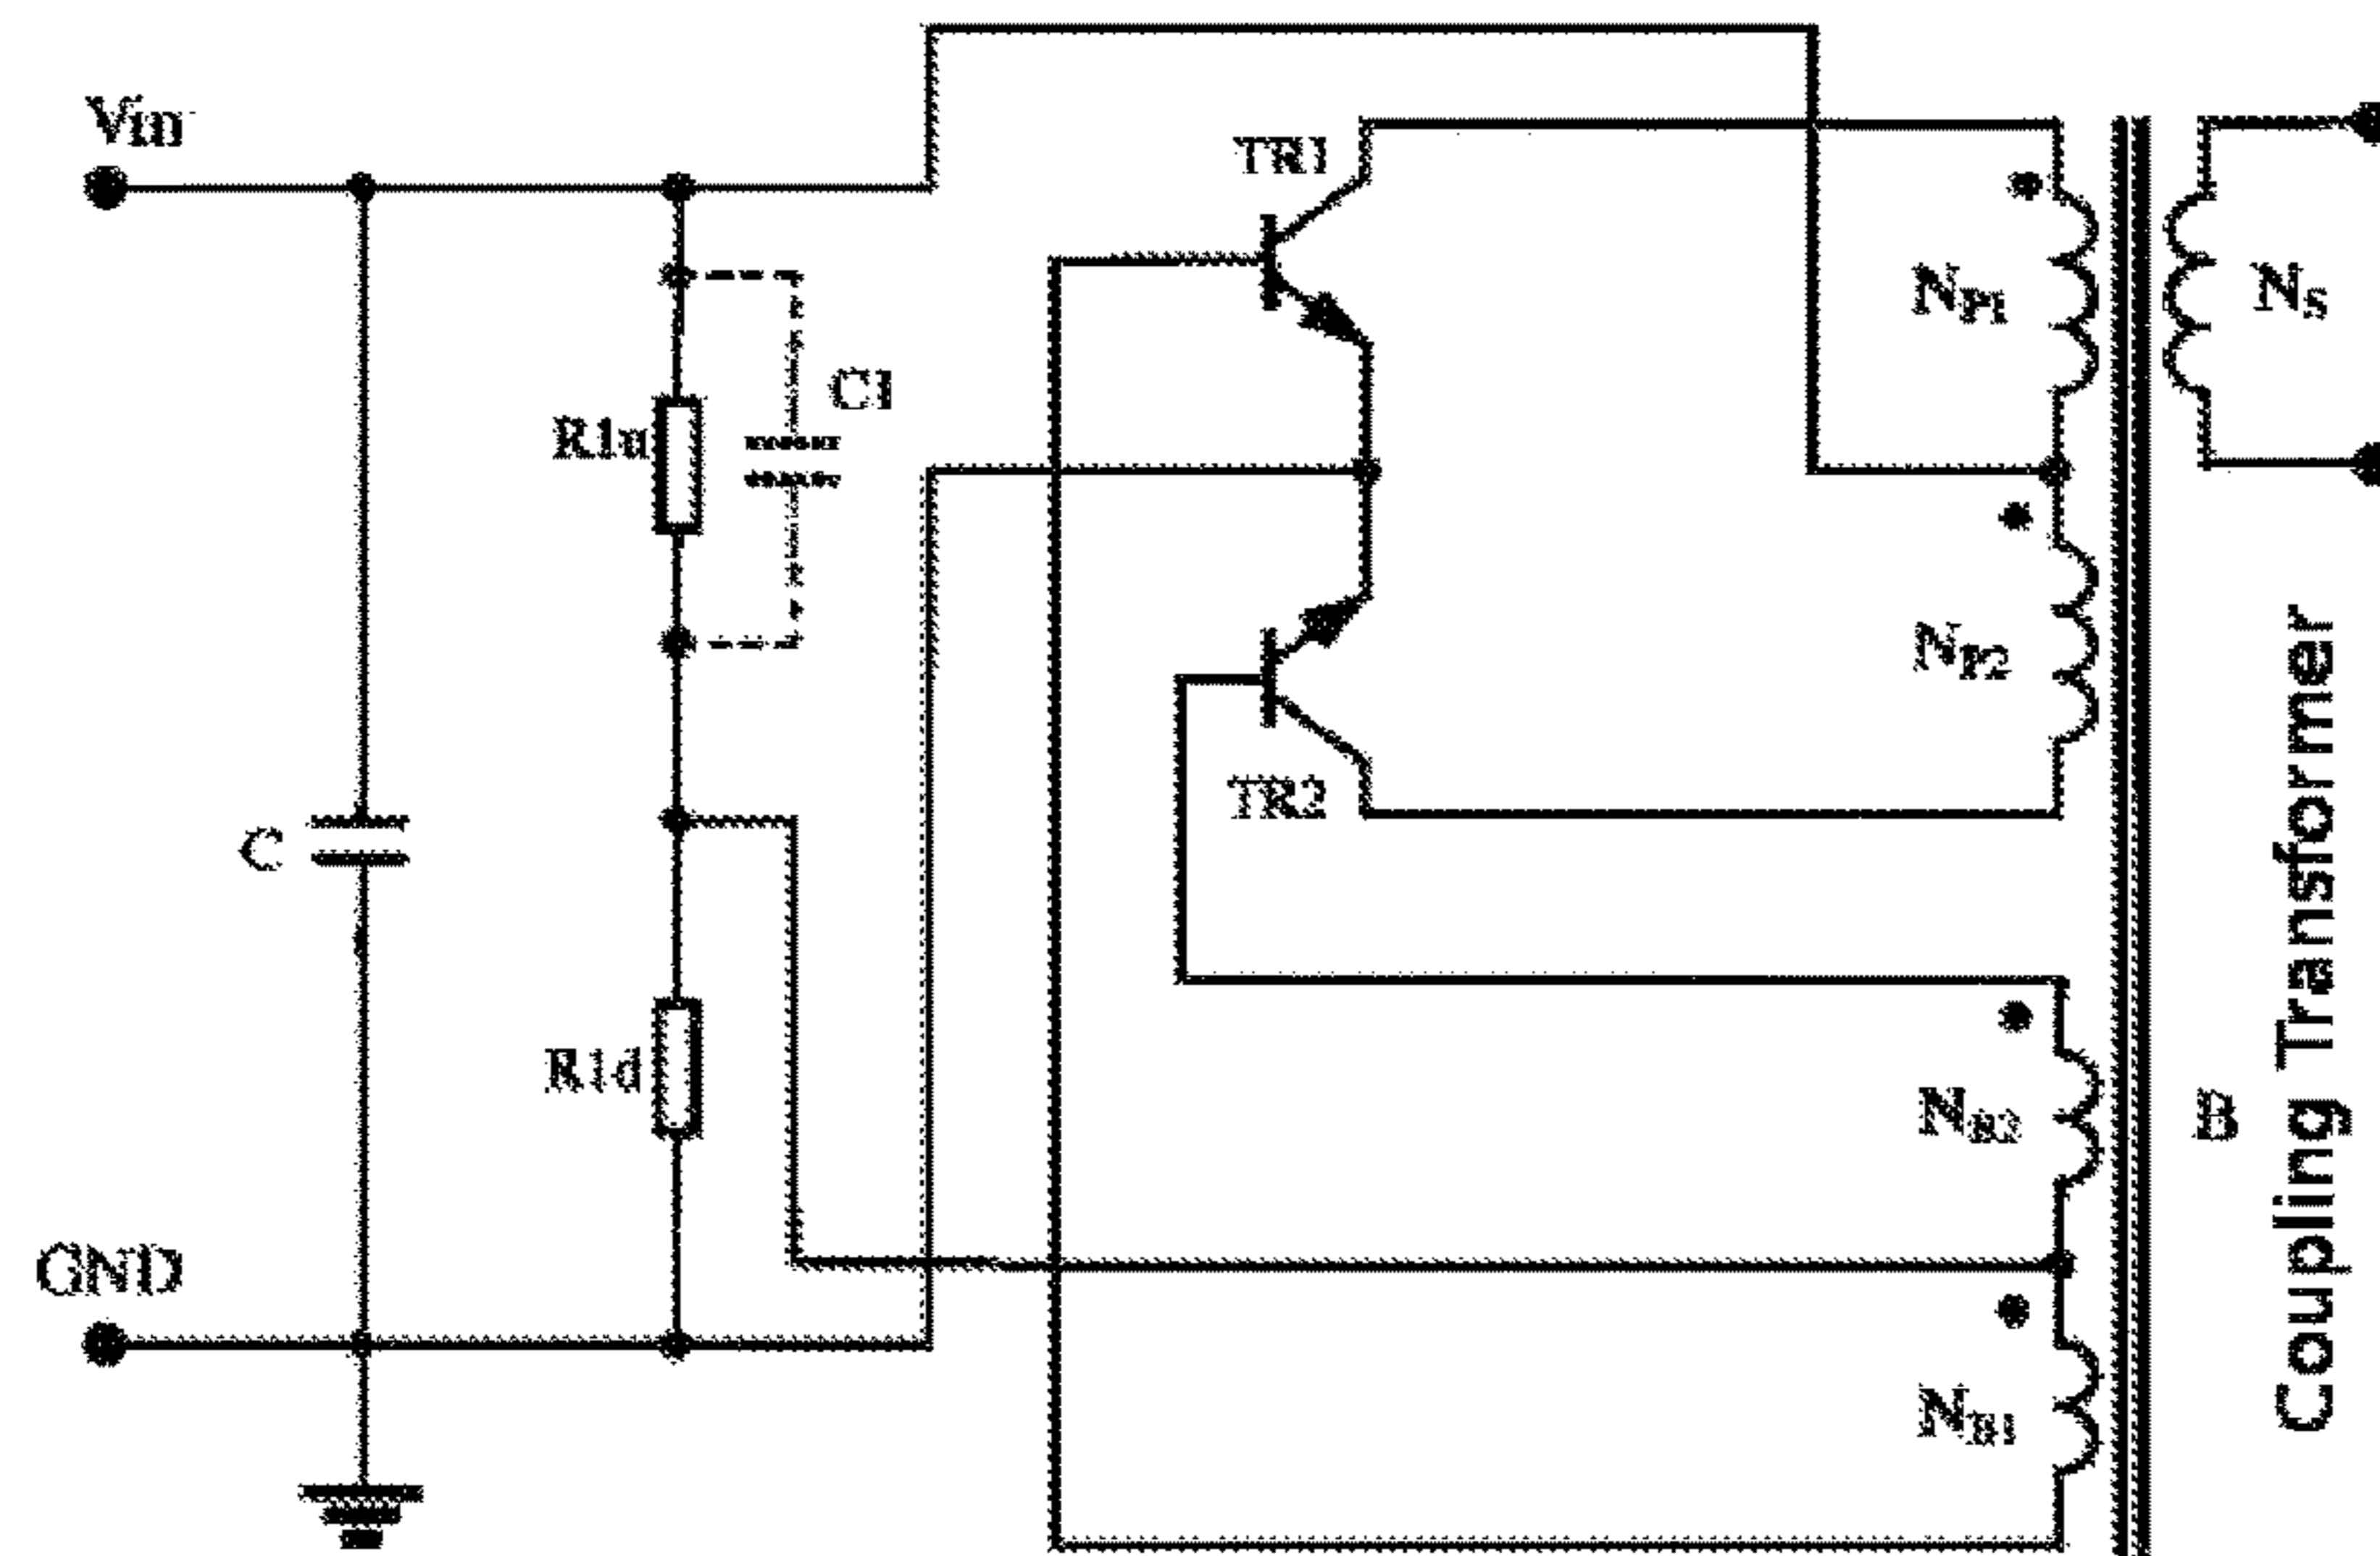 Vin
TR1
C1
R1u
NP1
NS
NP2
TR2
C
R1d
NB2
B
GND
NB1
Coupling Transformer